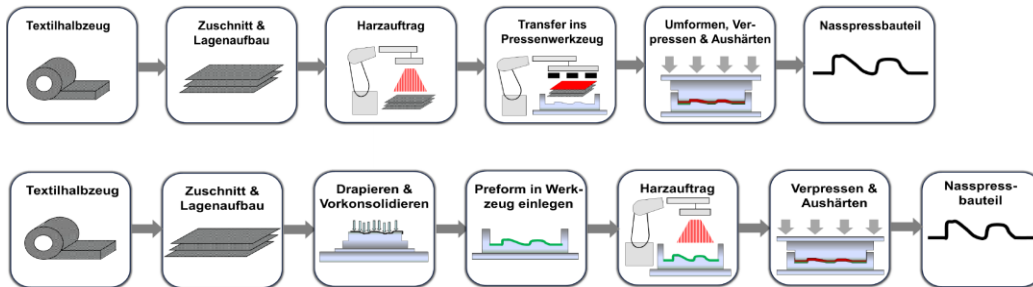 Textilhalbzeug
Zuschnitt &
Lagenaufbau
Harzauftrag
Transfer ins
Pressenwerkzeug
Umformen, Ver-
pressen & Aushärten
Nasspressbauteil
Textilhalbzeug
Zuschnitt &
Lagenaufbau
Drapieren &
Vorkonsolidieren
Preform in Werk-
zeug einlegen
Harzauftrag
Verpressen &
Aushärten
Nasspress-
bauteil